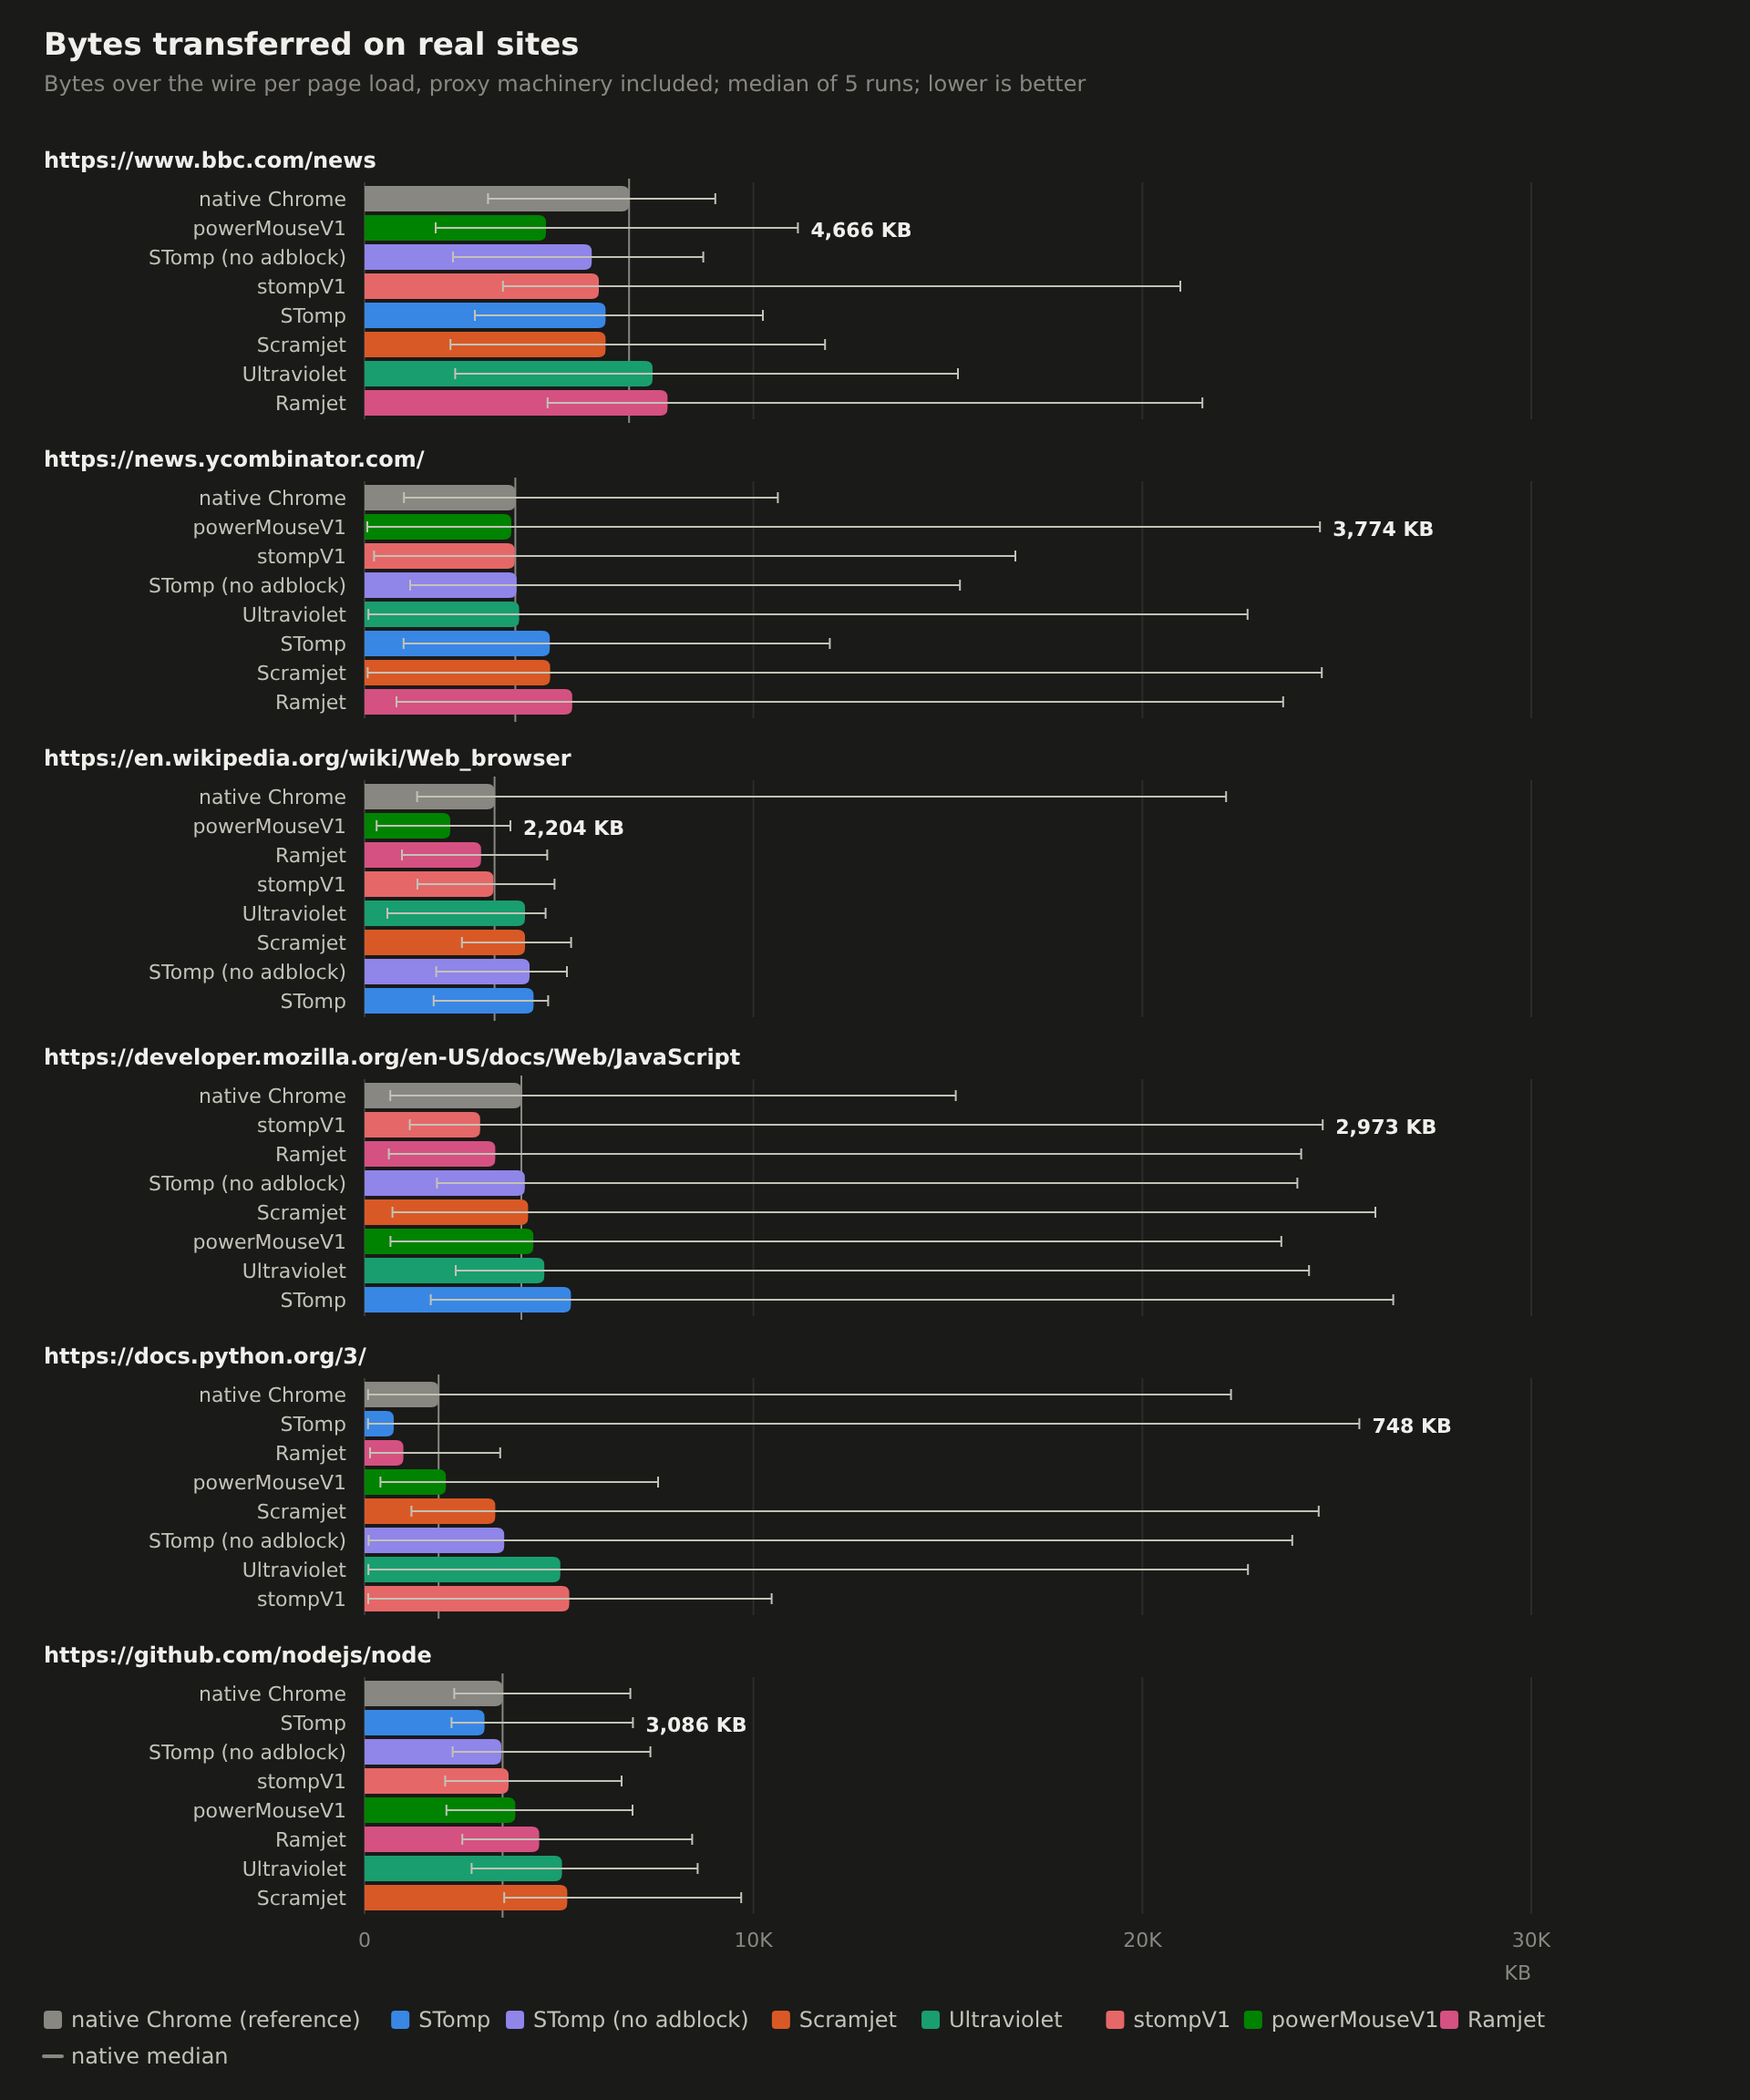 Bytes transferred on real sites
Bytes over the wire per page load, proxy machinery included; median of 5 runs; lower is better
https://www.bbc.com/news
native Chrome
powerMouseV1 4,666 KB
STomp (no adblock)
stompV1
STomp
Scramjet
Ultraviolet
Ramjet
https://news.ycombinator.com/
native Chrome
powerMouseV1 3,774 KB
stompV1
STomp (no adblock)
Ultraviolet
STomp
Scramjet
Ramjet
https://en.wikipedia.org/wiki/Web_browser
native Chrome
powerMouseV1 2,204 KB
Ramjet
stompV1
Ultraviolet
Scramjet
STomp (no adblock)
STomp
https://developer.mozilla.org/en-US/docs/Web/JavaScript
native Chrome
stompV1 2,973 KB
Ramjet
STomp (no adblock)
Scramjet
powerMouseV1
Ultraviolet
STomp
https://docs.python.org/3/
native Chrome
STomp 748 KB
Ramjet
powerMouseV1
Scramjet
STomp (no adblock)
Ultraviolet
stompV1
https://github.com/nodejs/node
native Chrome
STomp 3,086 KB
STomp (no adblock)
stompV1
powerMouseV1
Ramjet
Ultraviolet
Scramjet
0 10K 20K 30K
KB
native Chrome (reference) STomp STomp (no adblock) Scramjet Ultraviolet stompV1 powerMouseV1 Ramjet
native median